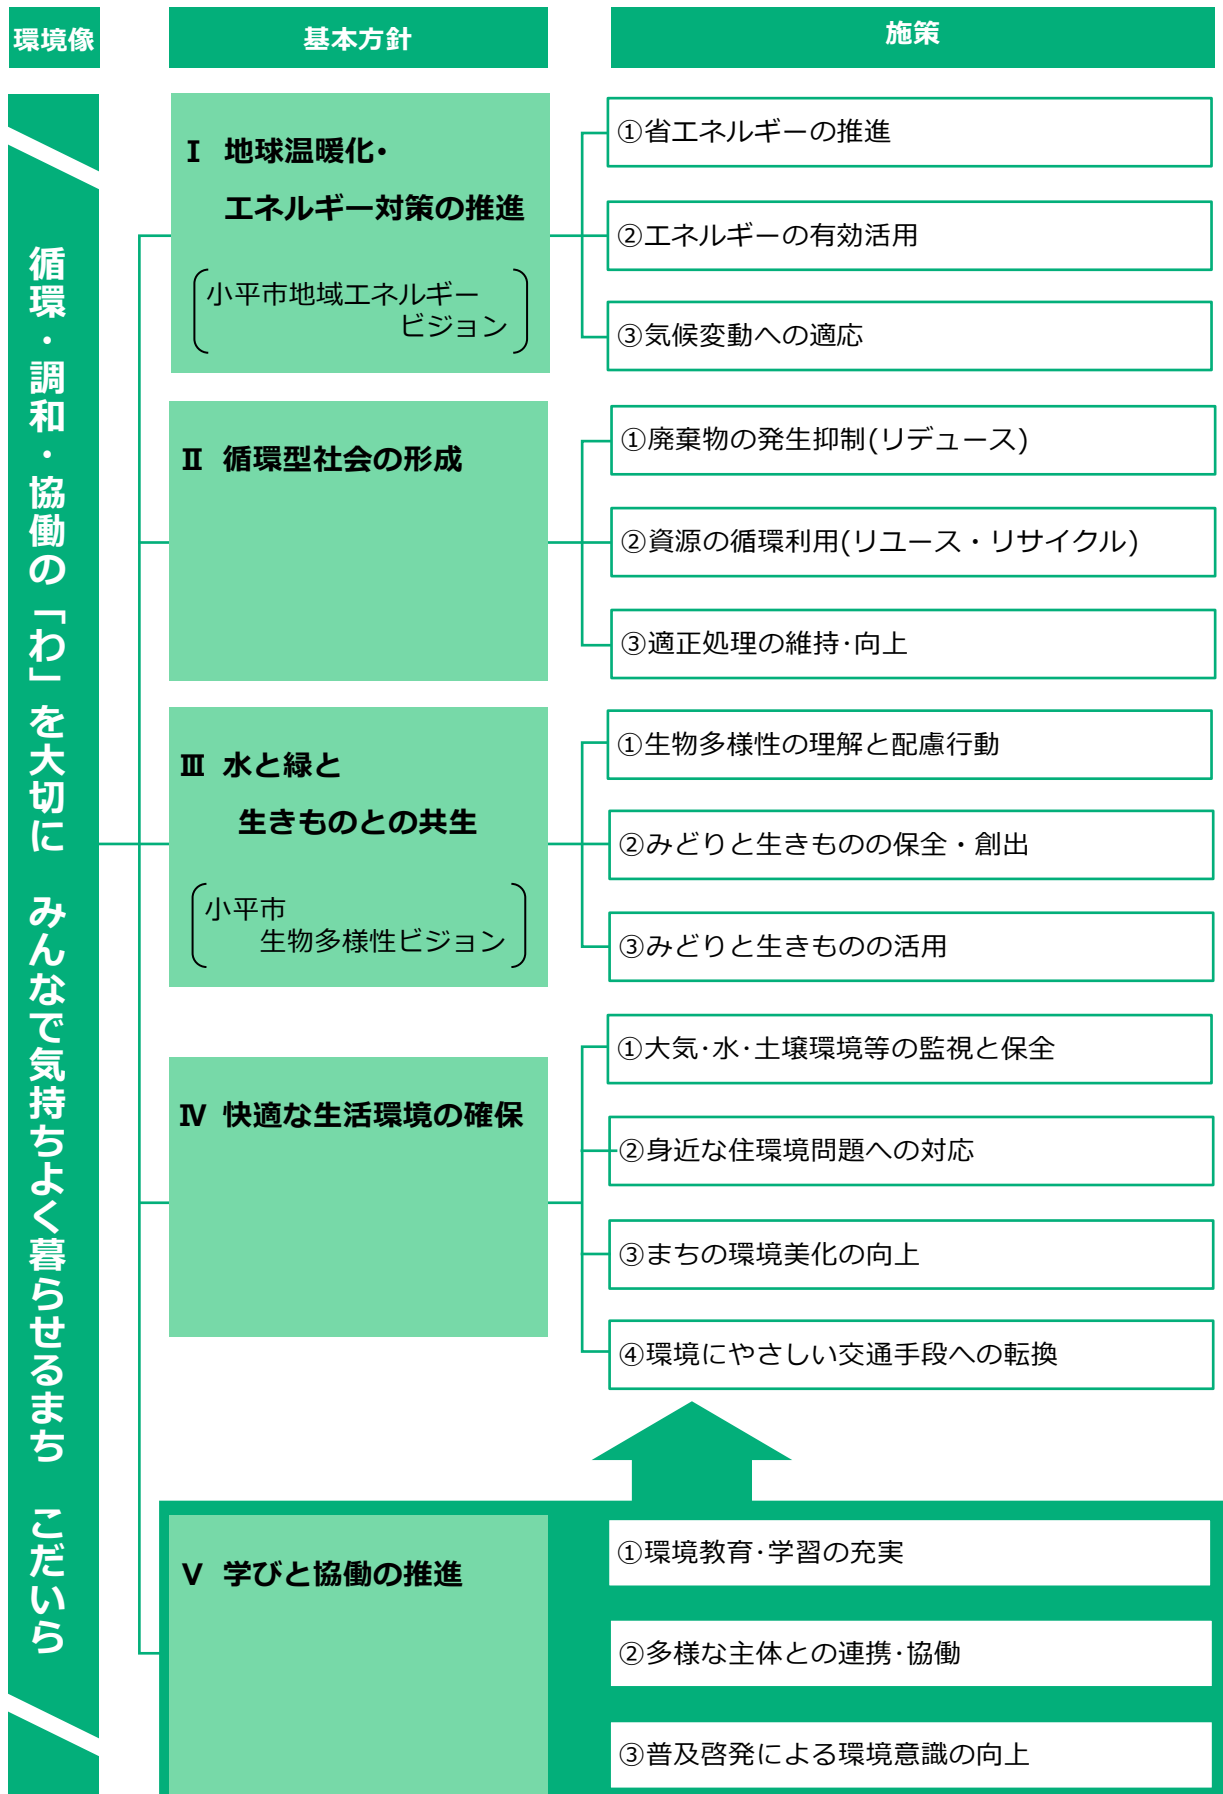 環境像
基本方針
施策
循環・調和・協働の「わ」を大切に　みんなで気持ちよく暮らせるまち　こだいら
Ⅰ 地球温暖化・
エネルギー対策の推進
小平市地域エネルギー
ビジョン
①省エネルギーの推進
②エネルギーの有効活用
③気候変動への適応
Ⅱ 循環型社会の形成
①廃棄物の発生抑制(リデュース)
②資源の循環利用(リユース・リサイクル)
③適正処理の維持・向上
Ⅲ 水と緑と
生きものとの共生
小平市
生物多様性ビジョン
①生物多様性の理解と配慮行動
②みどりと生きものの保全・創出
③みどりと生きものの活用
Ⅳ 快適な生活環境の確保
①大気・水・土壌環境等の監視と保全
②身近な住環境問題への対応
③まちの環境美化の向上
④環境にやさしい交通手段への転換
Ⅴ 学びと協働の推進
①環境教育・学習の充実
②多様な主体との連携・協働
③普及啓発による環境意識の向上